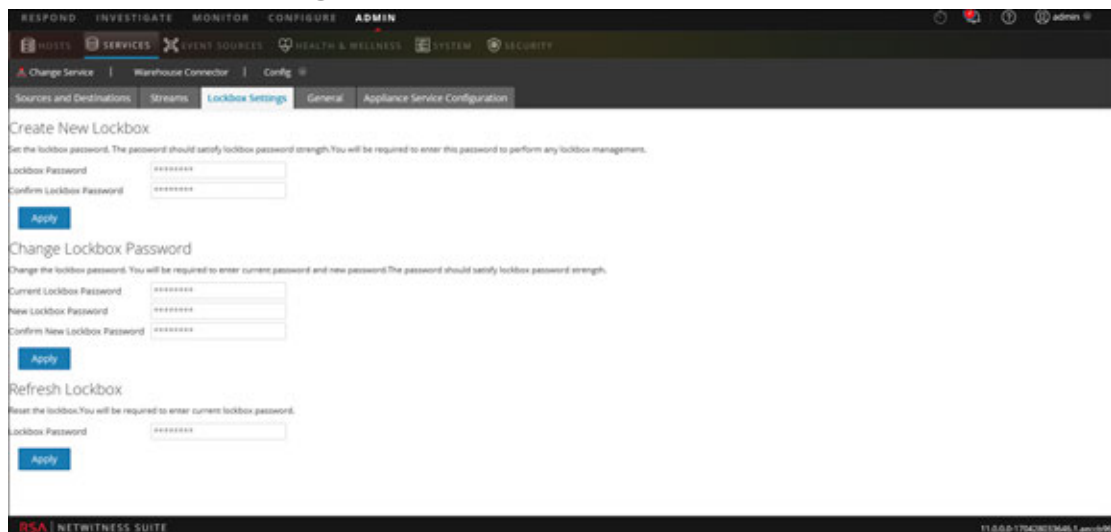 RESPOND INVESTIGATE MONITOR CONFIGURE ADMIN
admin
HOSTS SERVICES EVENT SOURCES HEALTH & WELLNESS SYSTEM SECURITY
Change Service | Warehouse Connector | Config
Sources and Destinations Streams Lockbox Settings General Appliance Service Configuration
Create New Lockbox
Set the lockbox password. The password should satisfy lockbox password strength.You will be required to enter this password to perform any lockbox management.
Lockbox Password ********
Confirm Lockbox Password ********
Apply
Change Lockbox Password
Change the lockbox password. You will be required to enter current password and new password.The password should satisfy lockbox password strength.
Current Lockbox Password ********
New Lockbox Password ********
Confirm New Lockbox Password ********
Apply
Refresh Lockbox
Reset the lockbox.You will be required to enter current lockbox password.
Lockbox Password ********
Apply
RSA | NETWITNESS SUITE